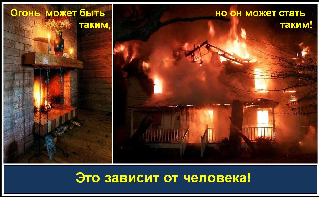 Огонь может быть
таким,
но он может стать
таким!
Это зависит от человека!